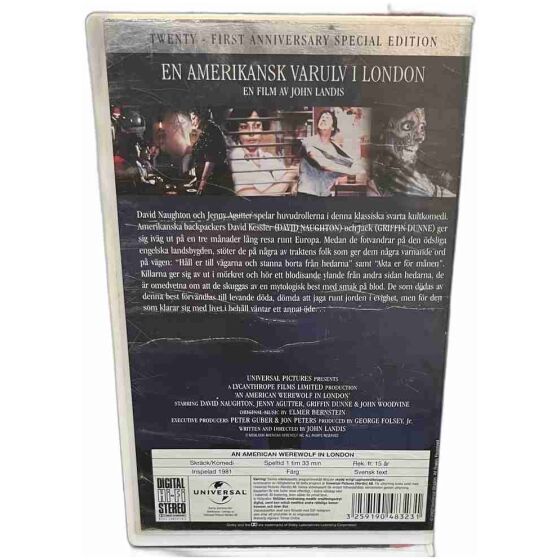 TWENTY - FIRST ANNIVERSARY SPECIAL EDITION
EN AMERIKANSK VARULV I LONDON
EN FILM AV JOHN LANDIS
David Naughton och Jenny Agutter spelar huvudrollerna i denna klassiska svarta kultkomedi.
Amerikanska backpackers David Kessler (DAVID NAUGHTON) och Jack (GRIFFIN DUNNE) ger
sig iväg ut på en tre månader lång resa runt Europa. Medan de fotvandrar på den ödsliga
engelska landsbygden, stöter de på några av traktens folk som ger dem några varnande ord
på vägen: "Håll er till vägarna och stanna borta från hedarna" samt "Akta er för månen".
Killarna ger sig av ut i mörkret och hör ett blodisande ylande från andra sidan hedarna, de
är omedvetna om att de skuggas av en mytologisk best med smak på blod. De som dödas av
denna best förvandlas till levande döda, dömda att jaga runt jorden i evighet, men för den
som klarar sig med livet i behåll väntar ett annat öde...
UNIVERSAL PICTURES PRESENTS
A LYCANTHROPE FILMS LIMITED PRODUCTION
'AN AMERICAN WEREWOLF IN LONDON'
STARRING DAVID NAUGHTON, JENNY AGUTTER, GRIFFIN DUNNE & JOHN WOODVINE
ORIGINAL MUSIC BY ELMER BERNSTEIN
EXECUTIVE PRODUCERS PETER GUBER & JON PETERS PRODUCED BY GEORGE FOLSEY, Jr.
WRITTEN AND DIRECTED BY JOHN LANDIS
AN AMERICAN WEREWOLF IN LONDON
Skräck/Komedi Speltid 1 tim 33 min Rek. fr. 15 år
Inspelad 1981 Färg Svensk text
DIGITAL
HI-FI
STEREO
UNIVERSAL
3 259190 483231